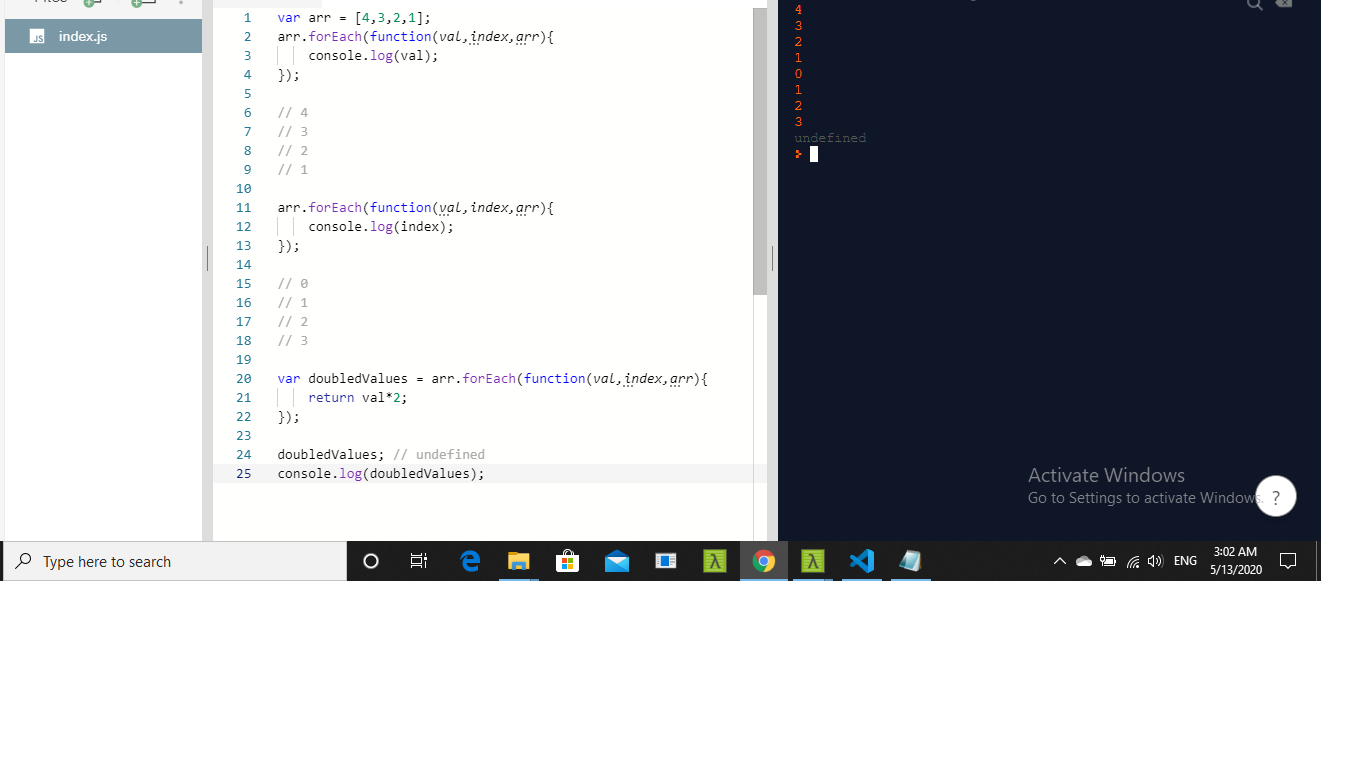 Files
index.js
1 var arr = [4,3,2,1];
2 arr.forEach(function(val,index,arr){
3 console.log(val);
4 });
5
6 // 4
7 // 3
8 // 2
9 // 1
10
11 arr.forEach(function(val,index,arr){
12 console.log(index);
13 });
14
15 // 0
16 // 1
17 // 2
18 // 3
19
20 var doubledValues = arr.forEach(function(val,index,arr){
21 return val*2;
22 });
23
24 doubledValues; // undefined
25 console.log(doubledValues);
4
3
2
1
0
1
2
3
undefined
Activate Windows
Go to Settings to activate Windows.
?
Type here to search
ENG
3:02 AM
5/13/2020